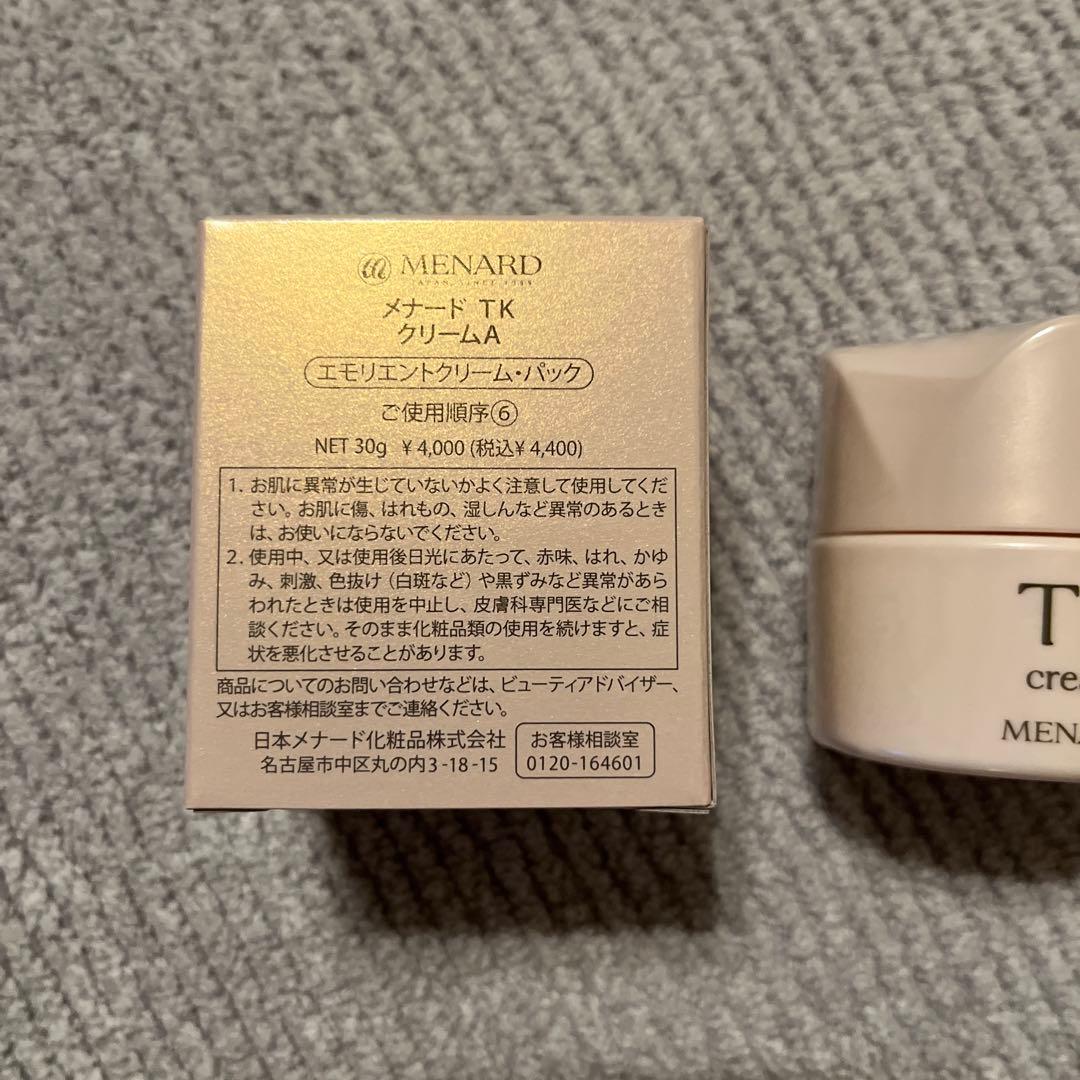 MENARD
JAPAN, SINCE 1959
メナード TK
クリームA
エモリエントクリーム・パック
ご使用順序⑥
NET 30g ¥4,000 (税込¥4,400)
1. お肌に異常が生じていないかよく注意して使用してくだ
さい。お肌に傷、はれもの、湿しんなど異常のあるとき
は、お使いにならないでください。
2. 使用中、又は使用後日光にあたって、赤味、はれ、かゆ
み、刺激、色抜け（白斑など）や黒ずみなど異常があら
われたときは使用を中止し、皮膚科専門医などにご相
談ください。そのまま化粧品類の使用を続けますと、症
状を悪化させることがあります。
商品についてのお問い合わせなどは、ビューティアドバイザー、
又はお客様相談室までご連絡ください。
日本メナード化粧品株式会社
名古屋市中区丸の内3-18-15
お客様相談室
0120-164601
T
cre
MENA